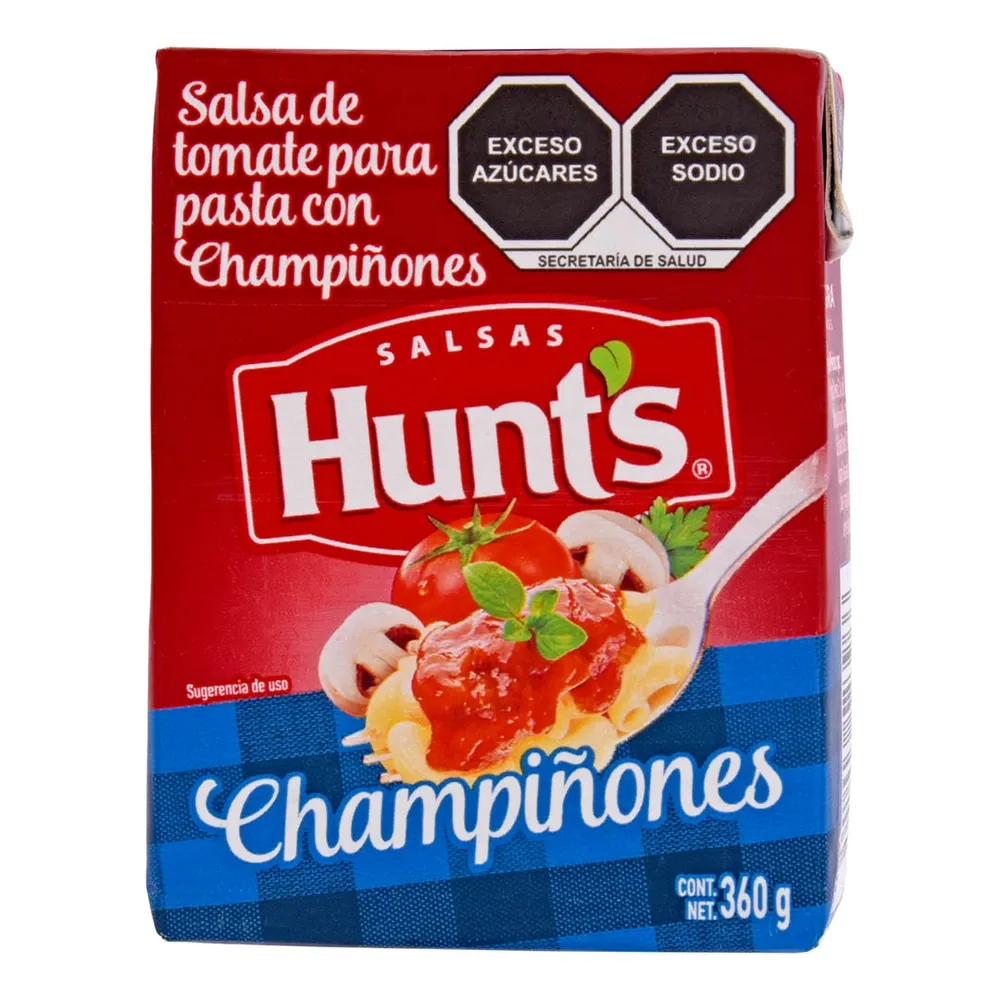 Salsa de
tomate para
pasta con
Champiñones
EXCESO
AZÚCARES
EXCESO
SODIO
SECRETARÍA DE SALUD
SALSAS
Hunt's®
Sugerencia de uso
Champiñones
CONT.
NET. 360 g